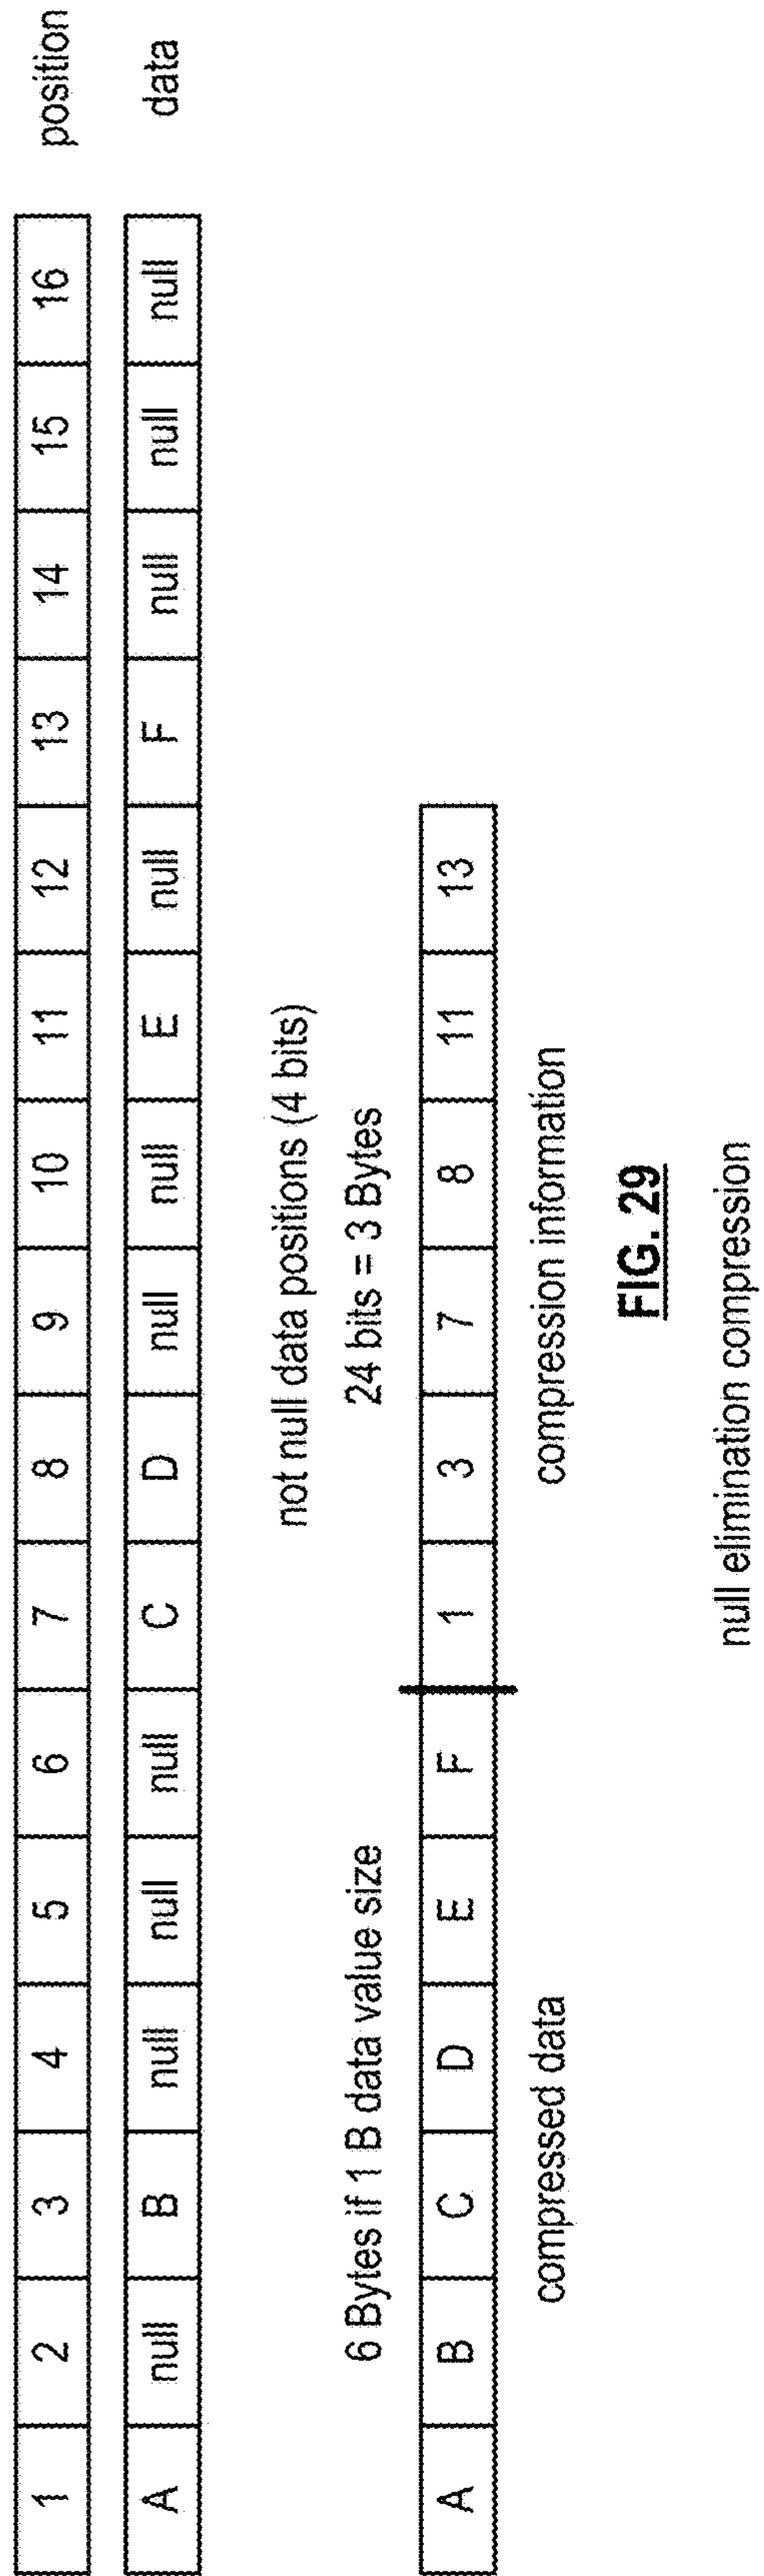 1 2 3 4 5 6 7 8 9 10 11 12 13 14 15 16 position
A null B null null null C D null null E null F null null null data
not null data positions (4 bits)
6 Bytes if 1 B data value size 24 bits = 3 Bytes
A B C D E F 1 3 7 8 11 13
compressed data compression information
FIG. 29
null elimination compression